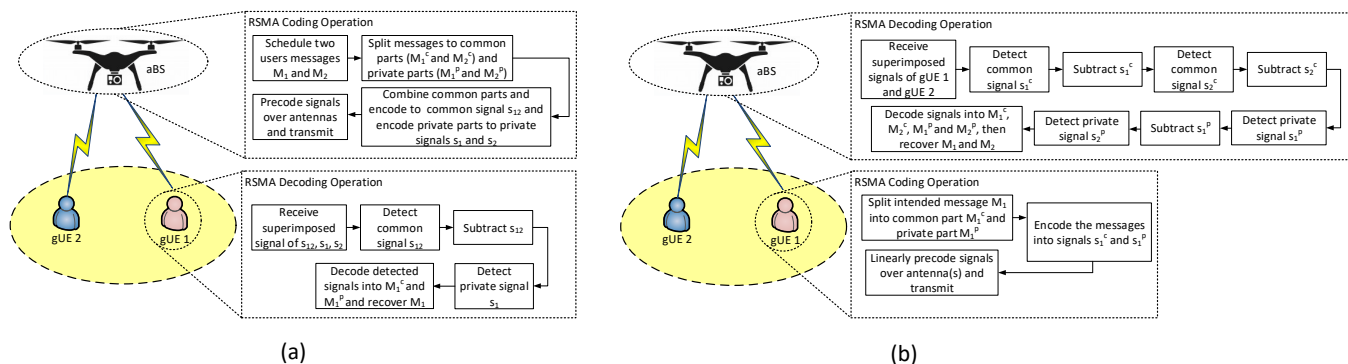 RSMA Coding Operation
Schedule two
users messages
M₁ and M₂
Split messages to common
parts (M₁ᶜ and M₂ᶜ) and
private parts (M₁ᵖ and M₂ᵖ)
Combine common parts and
encode to common signal s₁₂ and
encode private parts to private
signals s₁ and s₂
Precode signals
over antennas
and transmit
aBS
gUE 2
gUE 1
RSMA Decoding Operation
Receive
superimposed
signal of s₁₂, s₁, s₂
Detect
common
signal s₁₂
Subtract s₁₂
Detect
private signal
s₁
Decode detected
signals into M₁ᶜ and
M₁ᵖ and recover M₁
(a)
RSMA Decoding Operation
Receive
superimposed
signals of gUE 1
and gUE 2
Detect
common
signal s₁ᶜ
Subtract s₁ᶜ
Detect
common
signal s₂ᶜ
Subtract s₂ᶜ
Detect private
signal s₁ᵖ
Subtract s₁ᵖ
Detect private
signal s₂ᵖ
Decode signals into M₁ᶜ,
M₂ᶜ, M₁ᵖ and M₂ᵖ, then
recover M₁ and M₂
aBS
gUE 2
gUE 1
RSMA Coding Operation
Split intended message M₁
into common part M₁ᶜ and
private part M₁ᵖ
Encode the messages
into signals s₁ᶜ and s₁ᵖ
Linearly precode signals
over antenna(s) and
transmit
(b)